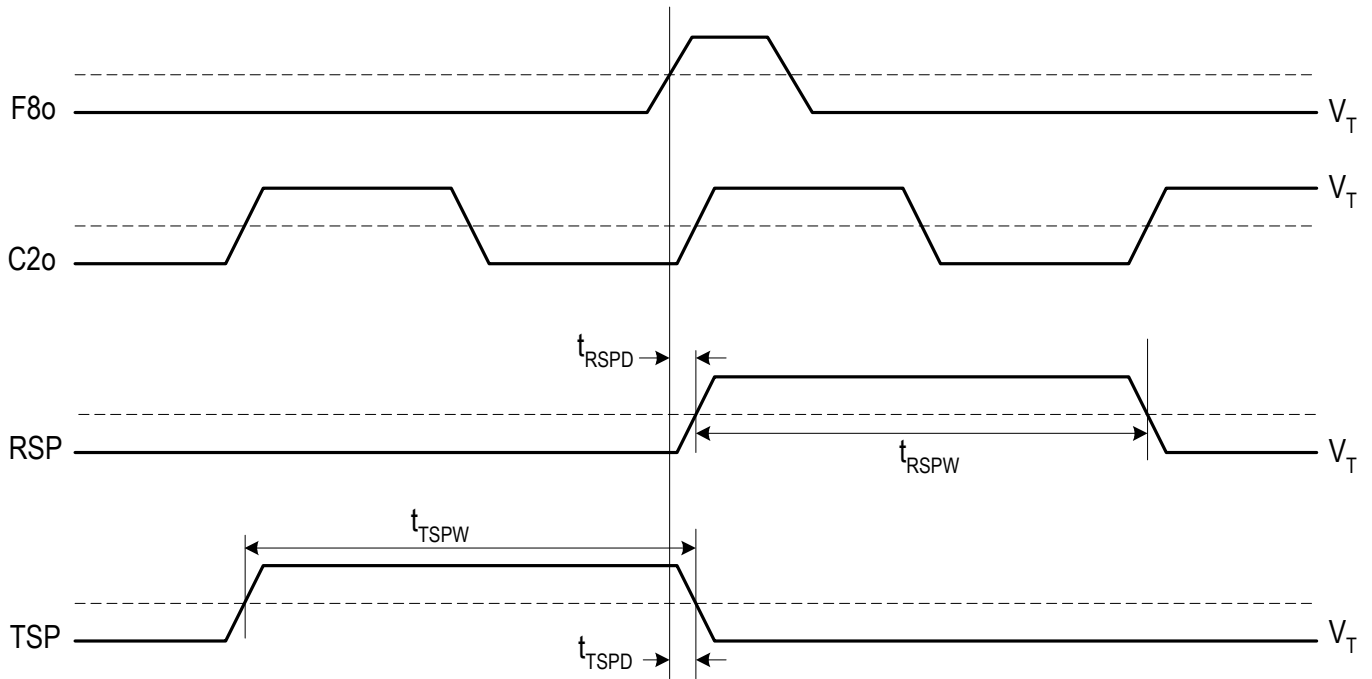 F8o
V_T
V_T
C2o
t_RSPD
RSP
t_RSPW
V_T
t_TSPW
TSP
V_T
t_TSPD